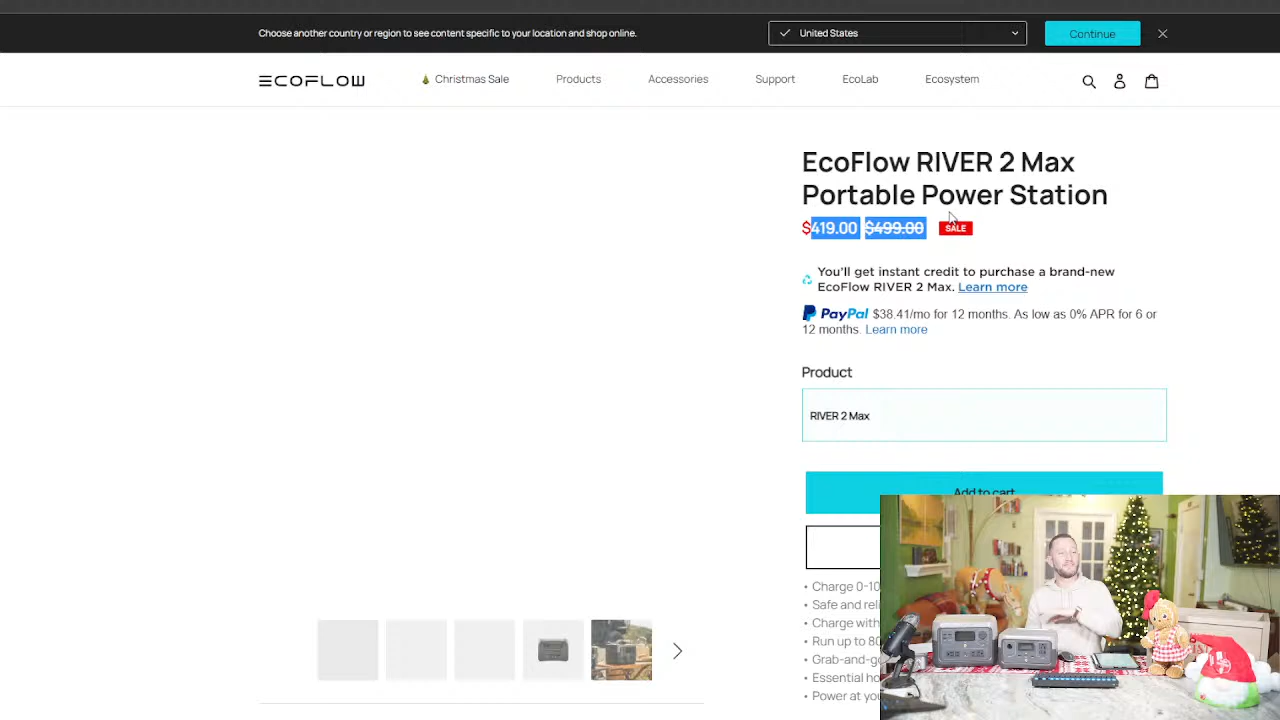 Choose another country or region to see content specific to your location and shop online.
United States
Continue
ECOFLOW
Christmas Sale
Products
Accessories
Support
EcoLab
Ecosystem
EcoFlow RIVER 2 Max
Portable Power Station
$419.00 $499.00 SALE
You'll get instant credit to purchase a brand-new
EcoFlow RIVER 2 Max. Learn more
PayPal $38.41/mo for 12 months. As low as 0% APR for 6 or
12 months. Learn more
Product
RIVER 2 Max
Add to cart
• Charge 0-10
• Safe and reli
• Charge with
• Run up to 80
• Grab-and-go
• Essential ho
• Power at you